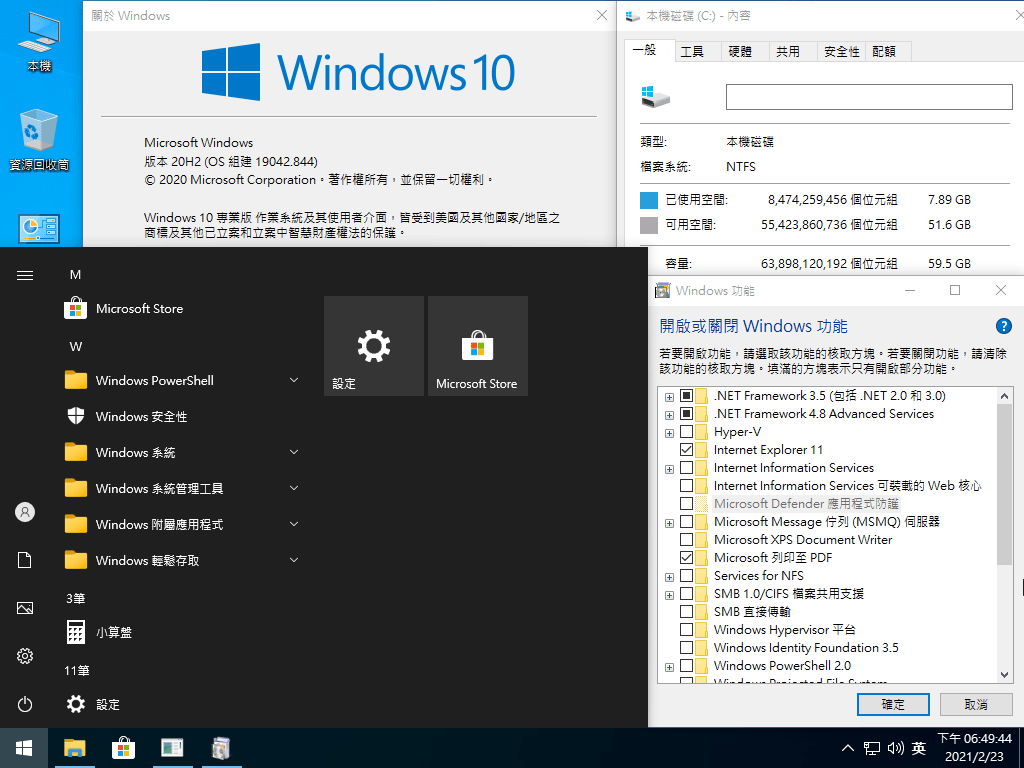 本機
資源回收筒
關於 Windows
Windows 10
Microsoft Windows
版本 20H2 (OS 組建 19042.844)
© 2020 Microsoft Corporation。著作權所有，並保留一切權利。
Windows 10 專業版 作業系統及其使用者介面，皆受到美國及其他國家/地區之
商標及其他已立案和立案中智慧財產權法的保護。
本機磁碟 (C:) - 內容
一般 工具 硬體 共用 安全性 配額
類型: 本機磁碟
檔案系統: NTFS
已使用空間: 8,474,259,456 個位元組 7.89 GB
可用空間: 55,423,860,736 個位元組 51.6 GB
容量: 63,898,120,192 個位元組 59.5 GB
M
Microsoft Store
W
Windows PowerShell
Windows 安全性
Windows 系統
Windows 系統管理工具
Windows 附屬應用程式
Windows 輕鬆存取
3筆
小算盤
11筆
設定
設定
Microsoft Store
Windows 功能
開啟或關閉 Windows 功能
?
若要開啟功能，請選取該功能的核取方塊。若要關閉功能，請清除
該功能的核取方塊。填滿的方塊表示只有開啟部分功能。
.NET Framework 3.5 (包括 .NET 2.0 和 3.0)
.NET Framework 4.8 Advanced Services
Hyper-V
Internet Explorer 11
Internet Information Services
Internet Information Services 可裝載的 Web 核心
Microsoft Defender 應用程式防護
Microsoft Message 佇列 (MSMQ) 伺服器
Microsoft XPS Document Writer
Microsoft 列印至 PDF
Services for NFS
SMB 1.0/CIFS 檔案共用支援
SMB 直接傳輸
Windows Hypervisor 平台
Windows Identity Foundation 3.5
Windows PowerShell 2.0
Windows Projected File System
確定 取消
英
下午 06:49:44
2021/2/23